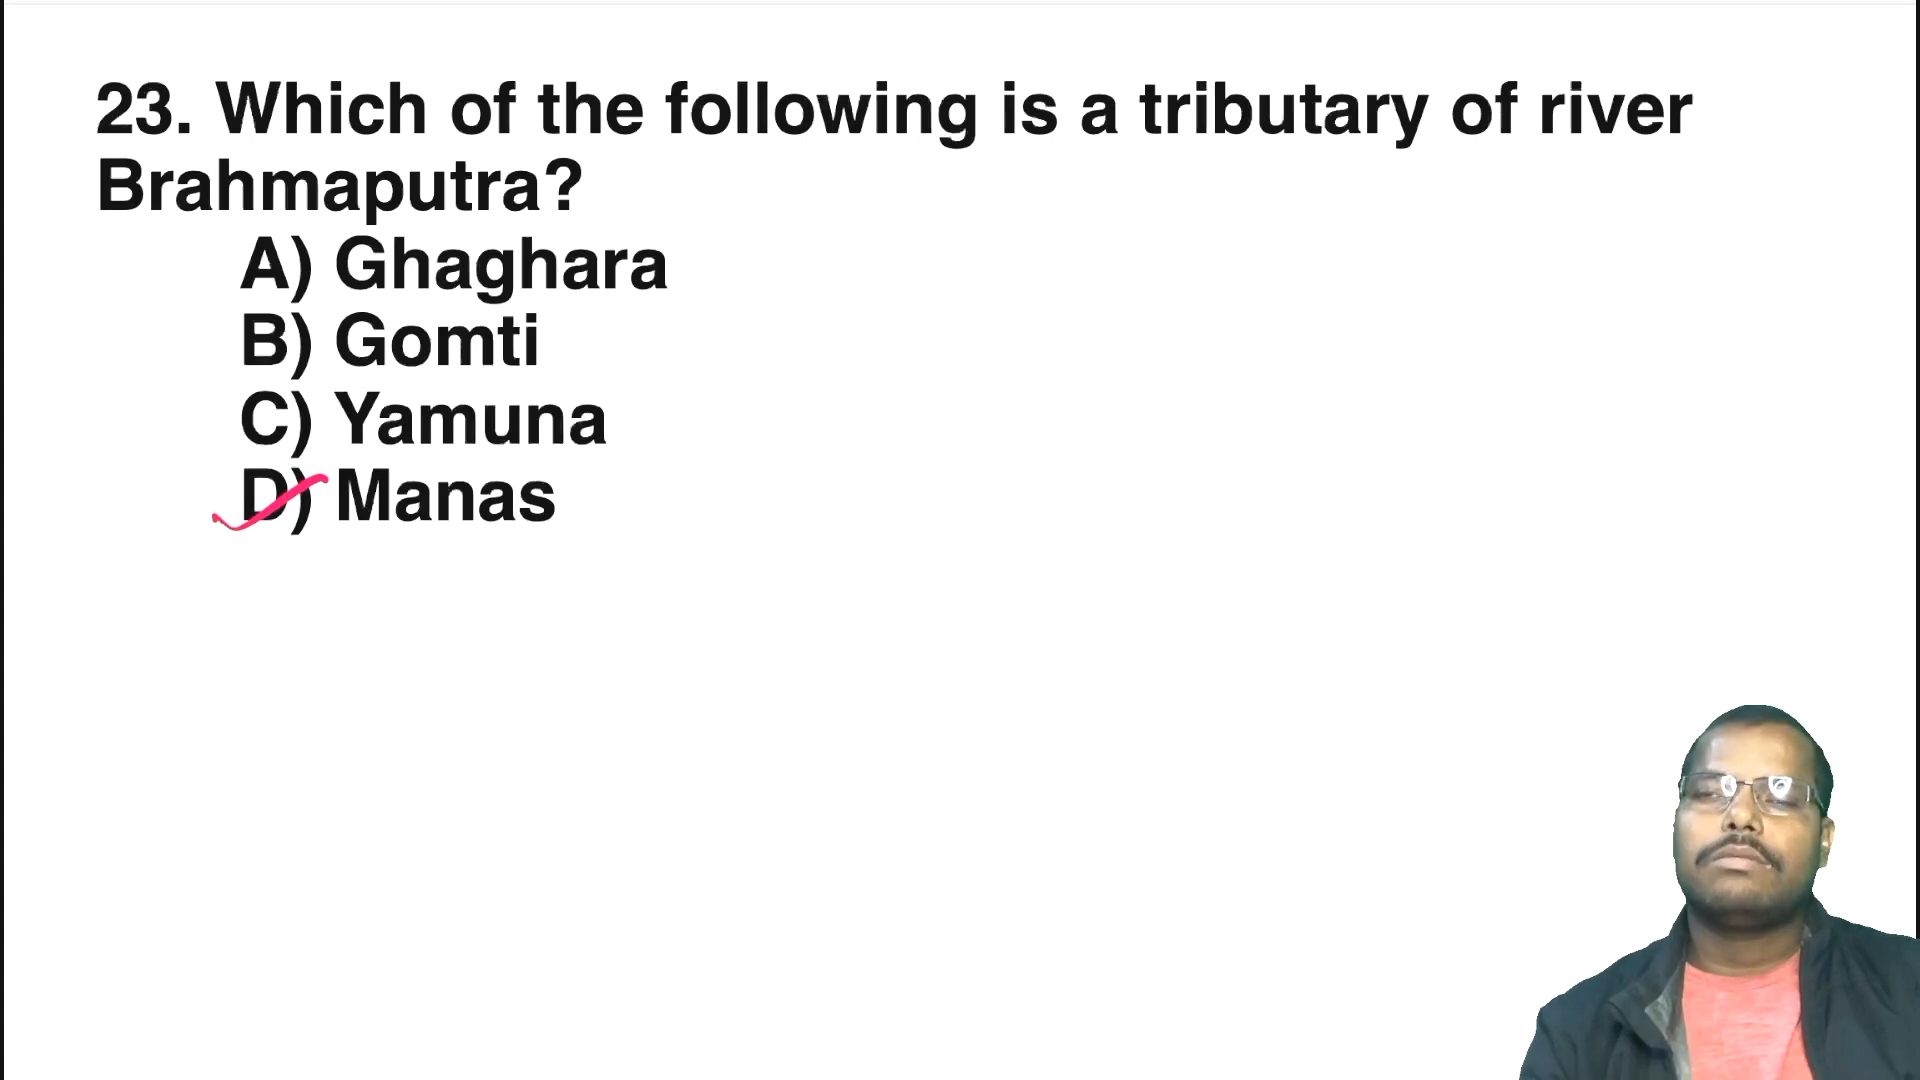 23. Which of the following is a tributary of river
Brahmaputra?
A) Ghaghara
B) Gomti
C) Yamuna
D) Manas